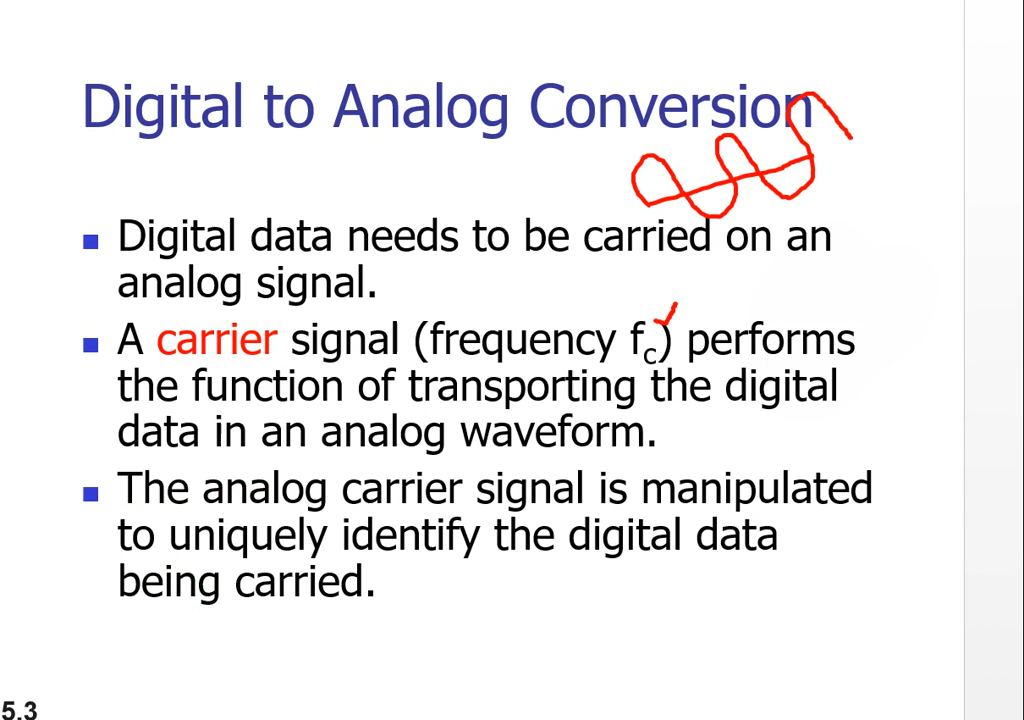 Digital to Analog Conversion
■ Digital data needs to be carried on an
analog signal.
■ A carrier signal (frequency fc) performs
the function of transporting the digital
data in an analog waveform.
■ The analog carrier signal is manipulated
to uniquely identify the digital data
being carried.
5.3